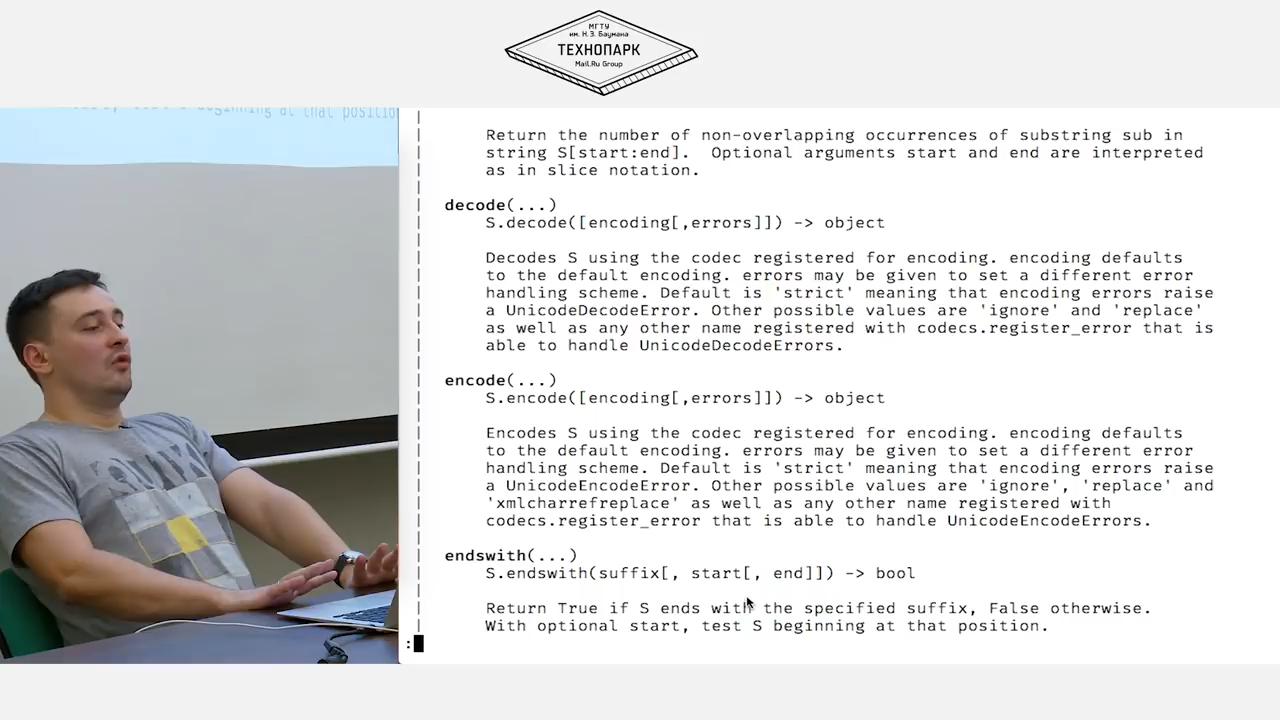 МГТУ
им. Н.Э. Баумана
ТЕХНОПАРК
Mail.Ru Group
at that position
Return the number of non-overlapping occurrences of substring sub in
string S[start:end].  Optional arguments start and end are interpreted
as in slice notation.
decode(...)
S.decode([encoding[,errors]]) -> object
Decodes S using the codec registered for encoding. encoding defaults
to the default encoding. errors may be given to set a different error
handling scheme. Default is 'strict' meaning that encoding errors raise
a UnicodeDecodeError. Other possible values are 'ignore' and 'replace'
as well as any other name registered with codecs.register_error that is
able to handle UnicodeDecodeErrors.
encode(...)
S.encode([encoding[,errors]]) -> object
Encodes S using the codec registered for encoding. encoding defaults
to the default encoding. errors may be given to set a different error
handling scheme. Default is 'strict' meaning that encoding errors raise
a UnicodeEncodeError. Other possible values are 'ignore', 'replace' and
'xmlcharrefreplace' as well as any other name registered with
codecs.register_error that is able to handle UnicodeEncodeErrors.
endswith(...)
S.endswith(suffix[, start[, end]]) -> bool
Return True if S ends with the specified suffix, False otherwise.
With optional start, test S beginning at that position.
: